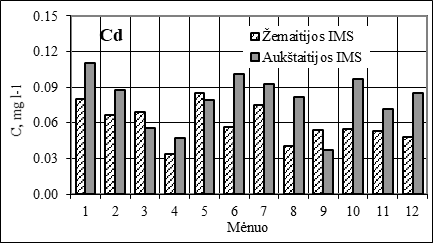 Cd
Žemaitijos IMS
Aukštaitijos IMS
C, mg l-1
0.15
0.12
0.09
0.06
0.03
0.00
1 2 3 4 5 6 7 8 9 10 11 12
Mėnuo